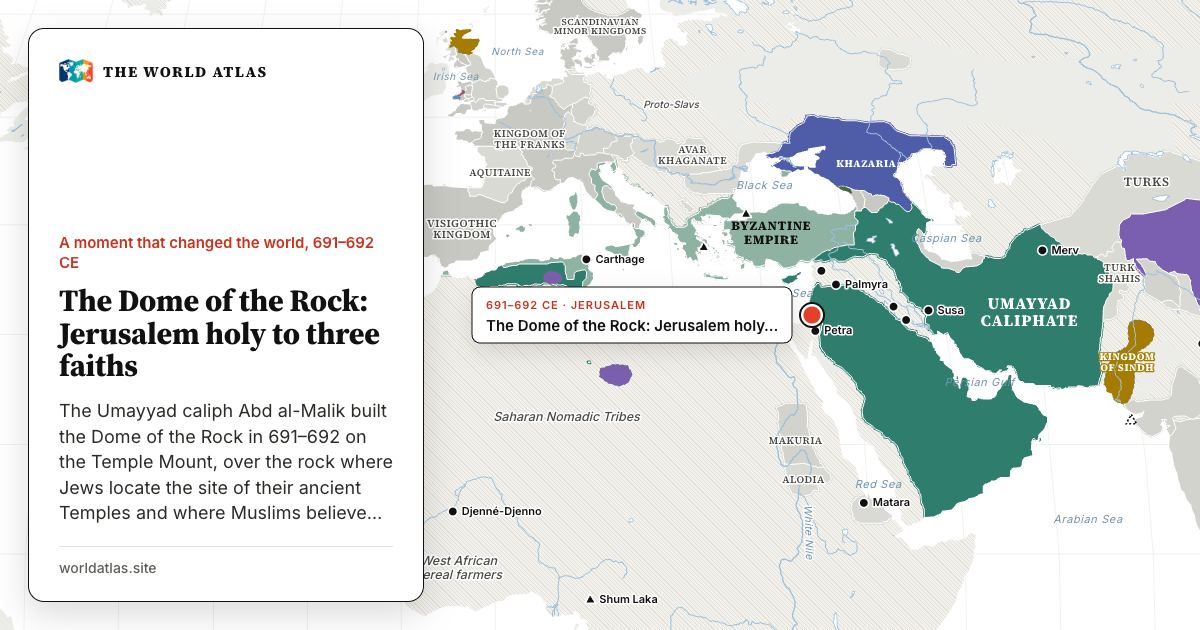 THE WORLD ATLAS
A moment that changed the world, 691–692
CE
The Dome of the Rock:
Jerusalem holy to three
faiths
The Umayyad caliph Abd al-Malik built
the Dome of the Rock in 691–692 on
the Temple Mount, over the rock where
Jews locate the site of their ancient
Temples and where Muslims believe...
worldatlas.site
SCANDINAVIAN
MINOR KINGDOMS
North Sea
Irish Sea
Proto-Slavs
KINGDOM OF
THE FRANKS
AVAR
KHAGANATE
KHAZARIA
AQUITAINE
TURKS
Black Sea
VISIGOTHIC
KINGDOM
BYZANTINE
EMPIRE
Caspian Sea
Merv
Carthage
TURK
SHAHIS
Palmyra
Sea
691–692 CE · JERUSALEM
The Dome of the Rock: Jerusalem holy...
Petra
Susa
UMAYYAD
CALIPHATE
KINGDOM
OF SINDH
Persian Gulf
Saharan Nomadic Tribes
MAKURIA
ALODIA
Red Sea
Matara
Djenné-Djenno
White Nile
Arabian Sea
West African
ereal farmers
Shum Laka